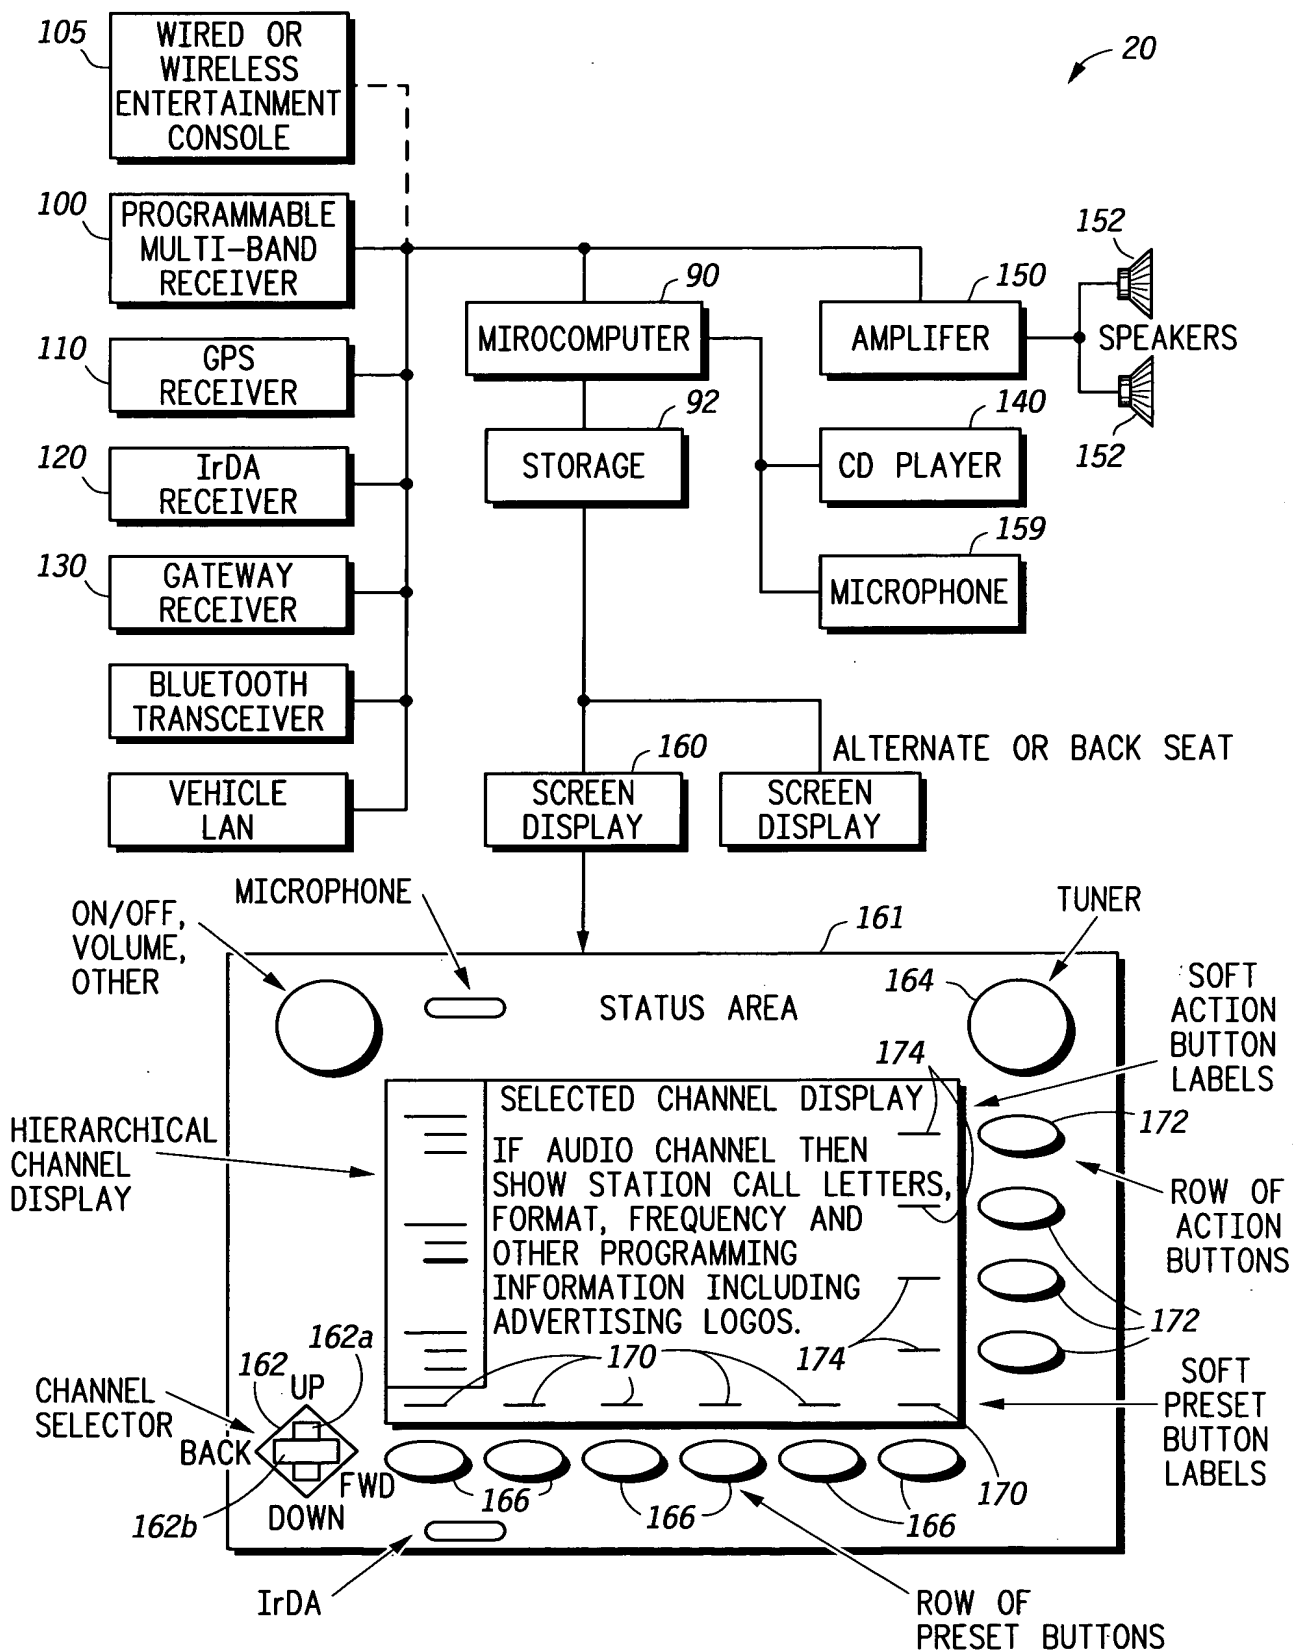 105
WIRED OR
WIRELESS
ENTERTAINMENT
CONSOLE
20
100
PROGRAMMABLE
MULTI-BAND
RECEIVER
152
90
150
MIROCOMPUTER
AMPLIFER
SPEAKERS
110
GPS
RECEIVER
92
140
152
120
IrDA
RECEIVER
STORAGE
CD PLAYER
159
130
GATEWAY
RECEIVER
MICROPHONE
BLUETOOTH
TRANSCEIVER
160
ALTERNATE OR BACK SEAT
VEHICLE
LAN
SCREEN
DISPLAY
SCREEN
DISPLAY
MICROPHONE
TUNER
ON/OFF,
VOLUME,
OTHER
161
164
STATUS AREA
SOFT
ACTION
BUTTON
LABELS
174
HIERARCHICAL
CHANNEL
DISPLAY
SELECTED CHANNEL DISPLAY
IF AUDIO CHANNEL THEN
SHOW STATION CALL LETTERS,
FORMAT, FREQUENCY AND
OTHER PROGRAMMING
INFORMATION INCLUDING
ADVERTISING LOGOS.
172
ROW OF
ACTION
BUTTONS
172
174
170
162
162a
CHANNEL
SELECTOR
UP
BACK
FWD
DOWN
162b
SOFT
PRESET
BUTTON
LABELS
170
166
166
166
IrDA
ROW OF
PRESET BUTTONS